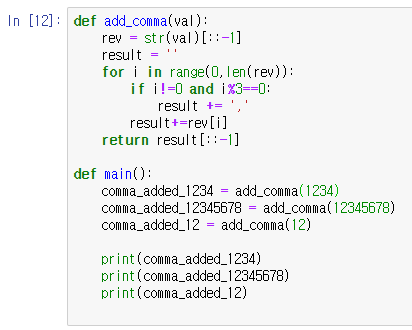 In [12]: def add_comma(val):
    rev = str(val)[::-1]
    result = ''
    for i in range(0,len(rev)):
        if i!=0 and i%3==0:
            result += ','
        result+=rev[i]
    return result[::-1]

def main():
    comma_added_1234 = add_comma(1234)
    comma_added_12345678 = add_comma(12345678)
    comma_added_12 = add_comma(12)

    print(comma_added_1234)
    print(comma_added_12345678)
    print(comma_added_12)